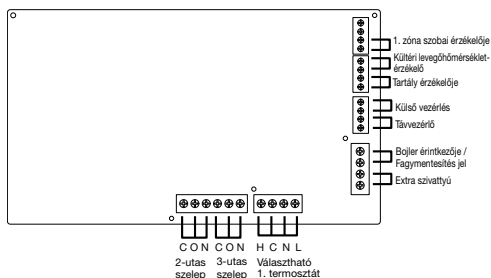 1. zóna szobai érzékelője
Kültéri levegőhőmérséklet-
érzékelő
Tartály érzékelője
Külső vezérlés
Távvezérlő
Bojler érintkezője /
Fagymentesítés jel
Extra szivattyú
C O N C O N H C N L
2-utas
szelep
3-utas
szelep
Választható
1. termosztát